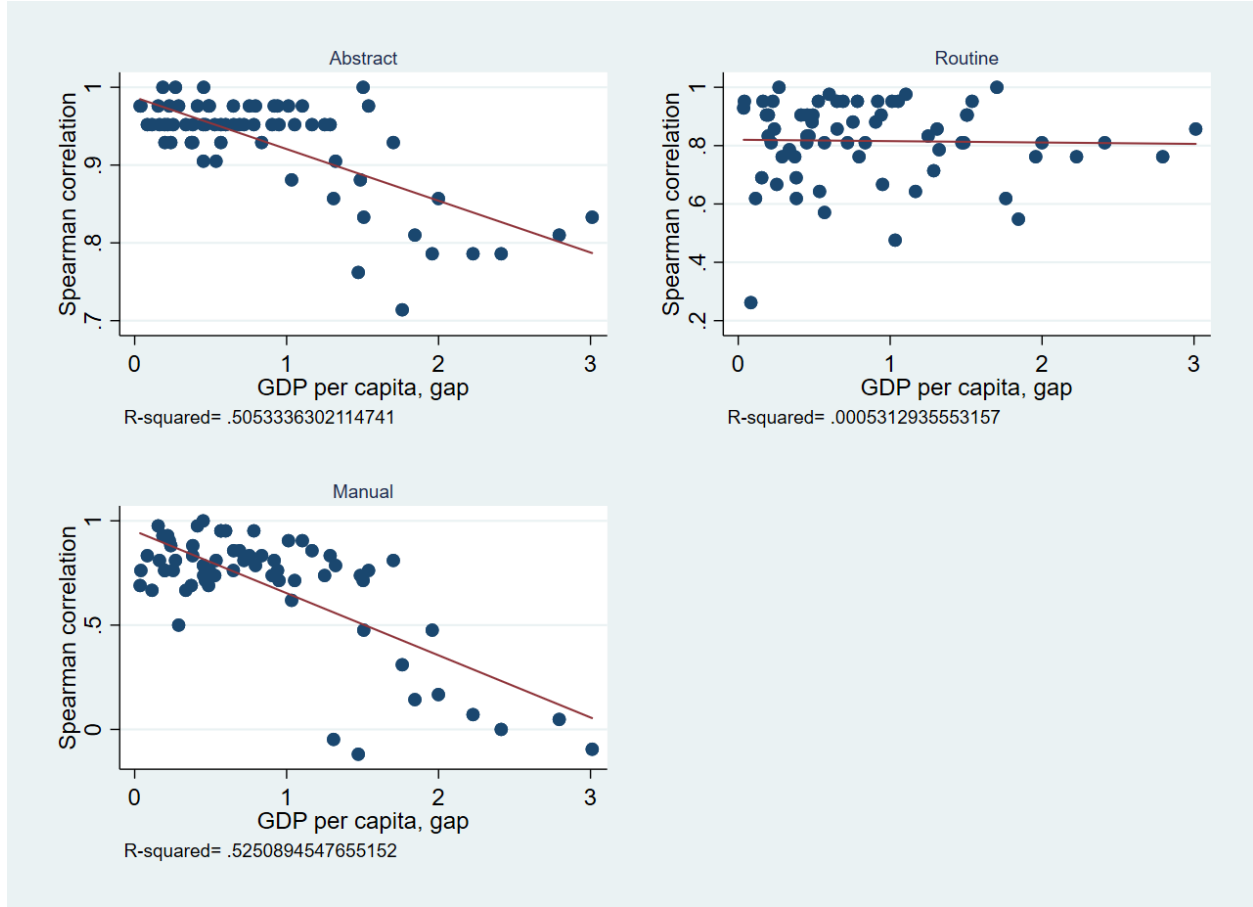 Abstract
Spearman correlation
1
.9
.8
.7
0 1 2 3
GDP per capita, gap
R-squared= .5053336302114741
Routine
Spearman correlation
1
.8
.6
.4
.2
0 1 2 3
GDP per capita, gap
R-squared= .0005312935553157
Manual
Spearman correlation
1
.5
0
0 1 2 3
GDP per capita, gap
R-squared= .5250894547655152